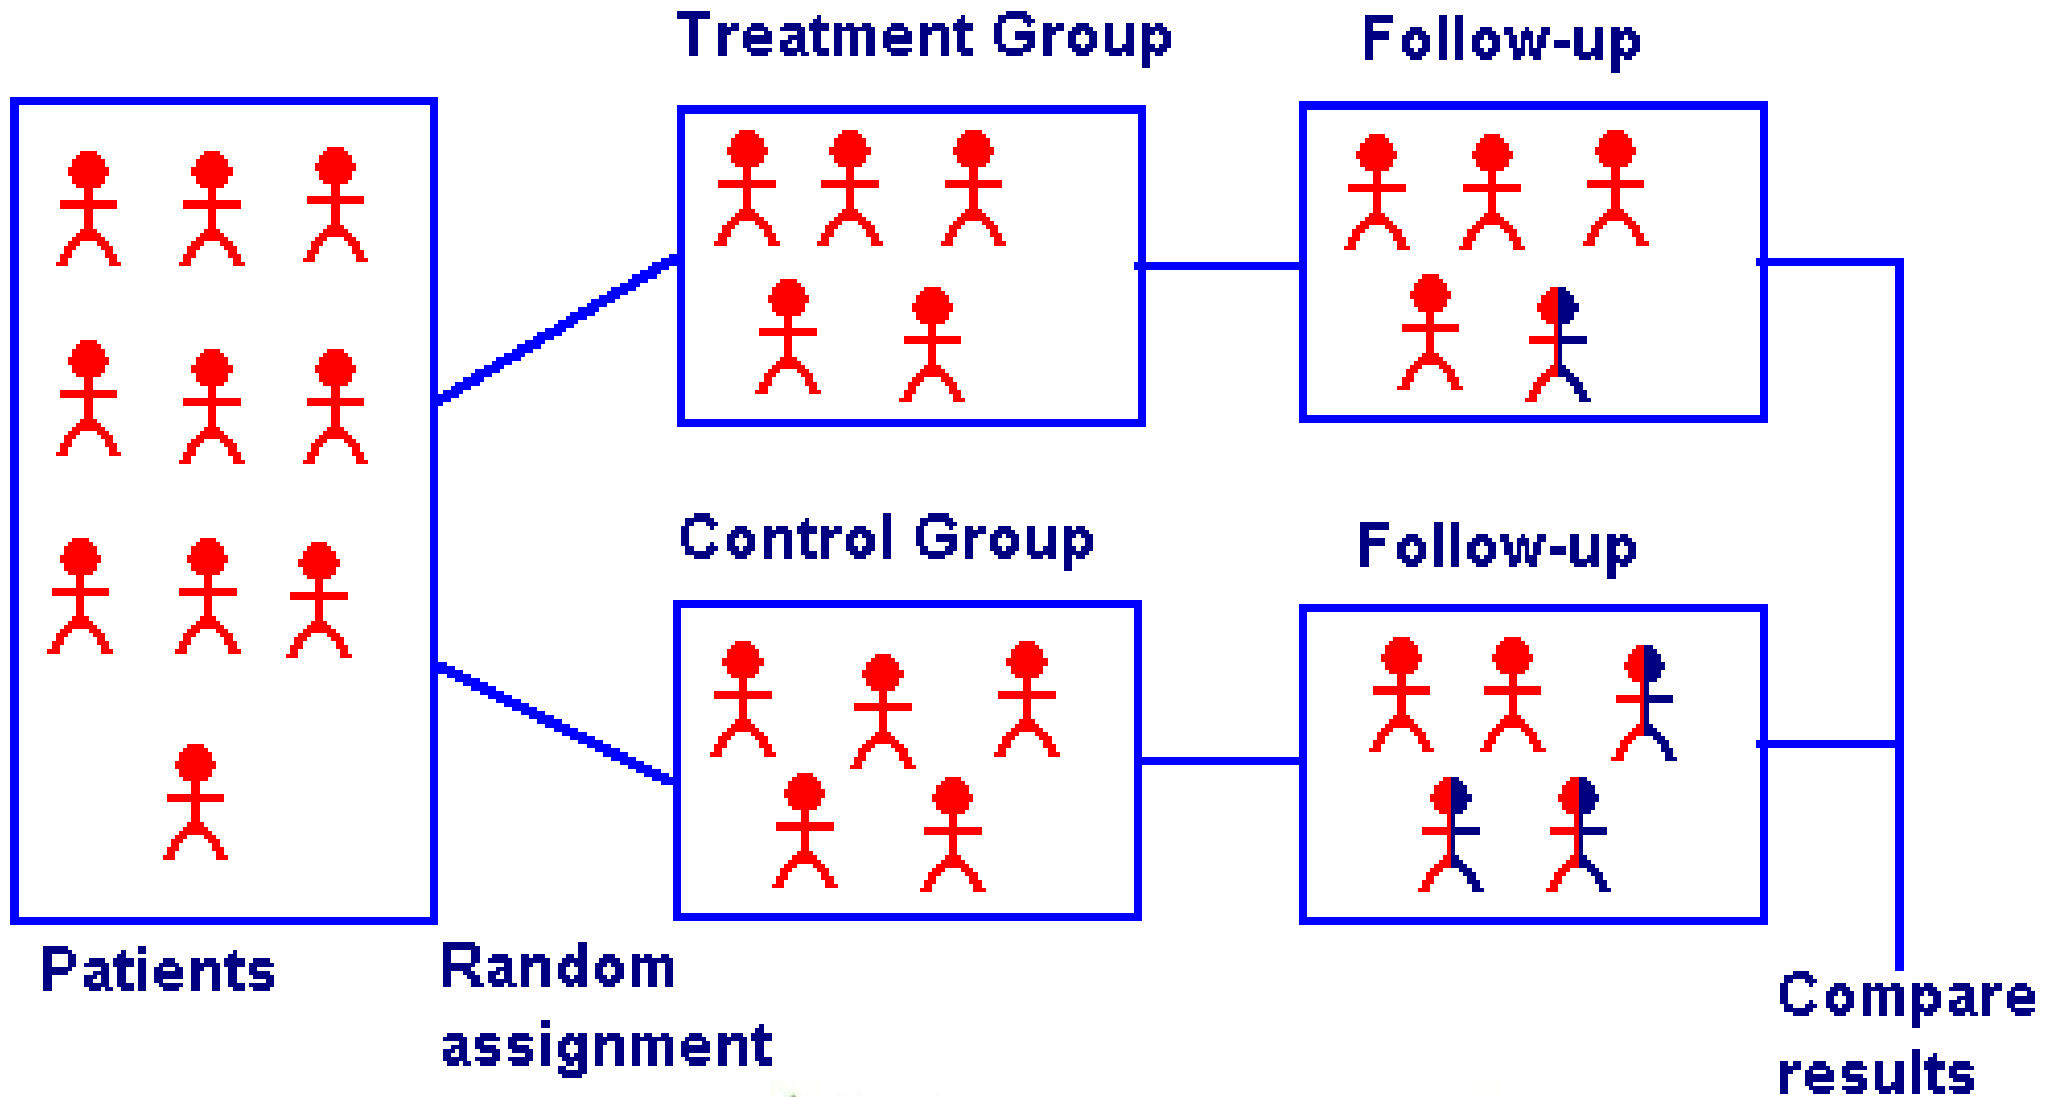 Treatment Group
Follow-up
Control Group
Follow-up
Patients
Random
assignment
Compare
results